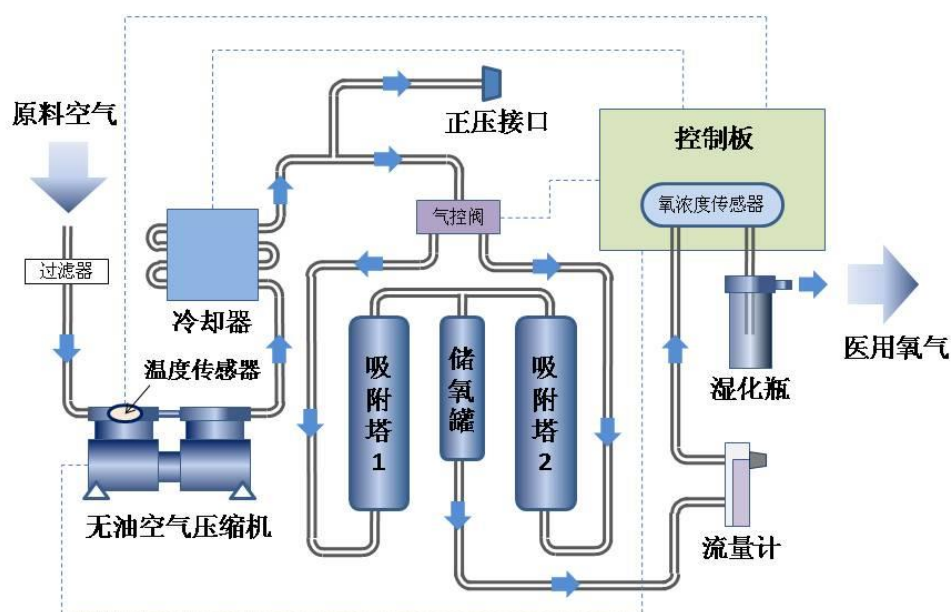 原料空气
正压接口
控制板
氧浓度传感器
气控阀
过滤器
冷却器
医用氧气
温度传感器
湿化瓶
吸附塔1
储氧罐
吸附塔2
无油空气压缩机
流量计